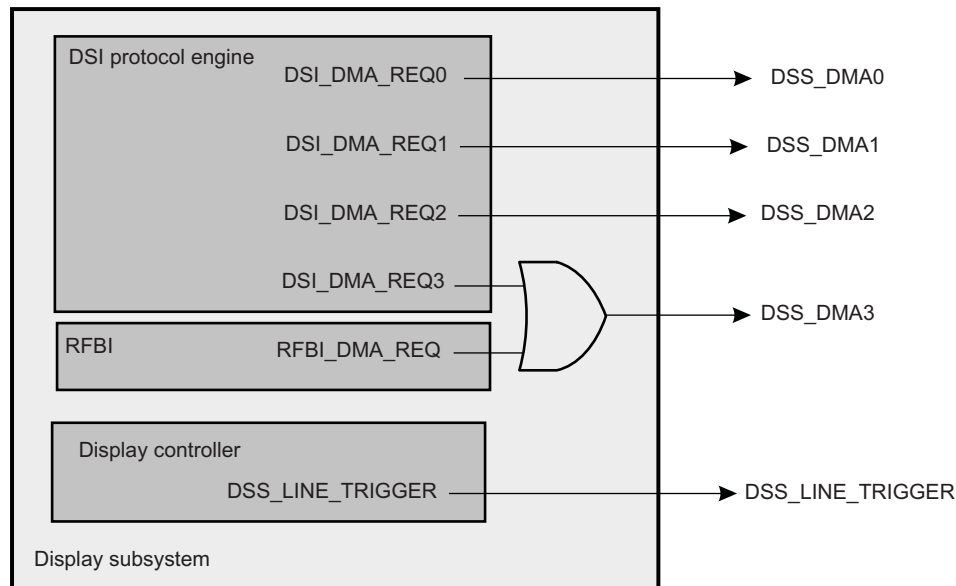 DSI protocol engine
DSI_DMA_REQ0
DSS_DMA0
DSI_DMA_REQ1
DSS_DMA1
DSI_DMA_REQ2
DSS_DMA2
DSI_DMA_REQ3
DSS_DMA3
RFBI
RFBI_DMA_REQ
Display controller
DSS_LINE_TRIGGER
DSS_LINE_TRIGGER
Display subsystem